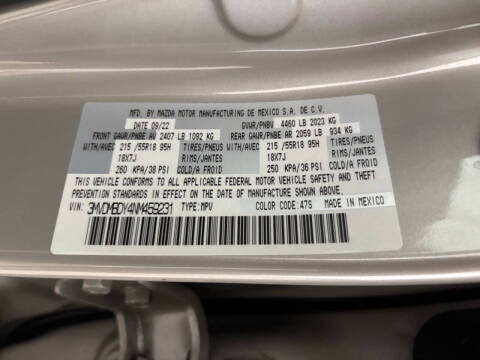 MFD. BY MAZDA MOTOR MANUFACTURING DE MEXICO S.A. DE C.V.
DATE 09/22 GVWR/PNBV 4460 LB 2023 KG
FRONT GAWR/PNBE AV 2407 LB 1092 KG REAR GAWR/PNBE AR 2059 LB 934 KG
WITH/AVEC 215 /55R18 95H TIRES/PNEUS WITH/AVEC 215 /55R18 95H TIRES/PNEUS
18X7J RIMS/JANTES 18X7J RIMS/JANTES
260 KPA/38 PSI COLD/A FROID 250 KPA/36 PSI COLD/A FROID
THIS VEHICLE CONFORMS TO ALL APPLICABLE FEDERAL MOTOR VEHICLE SAFETY AND THEFT
PREVENTION STANDARDS IN EFFECT ON THE DATE OF MANUFACTURE SHOWN ABOVE.
VIN: 3MVDMBDY4NM459231 TYPE: MPV COLOR CODE: 47S MADE IN MEXICO